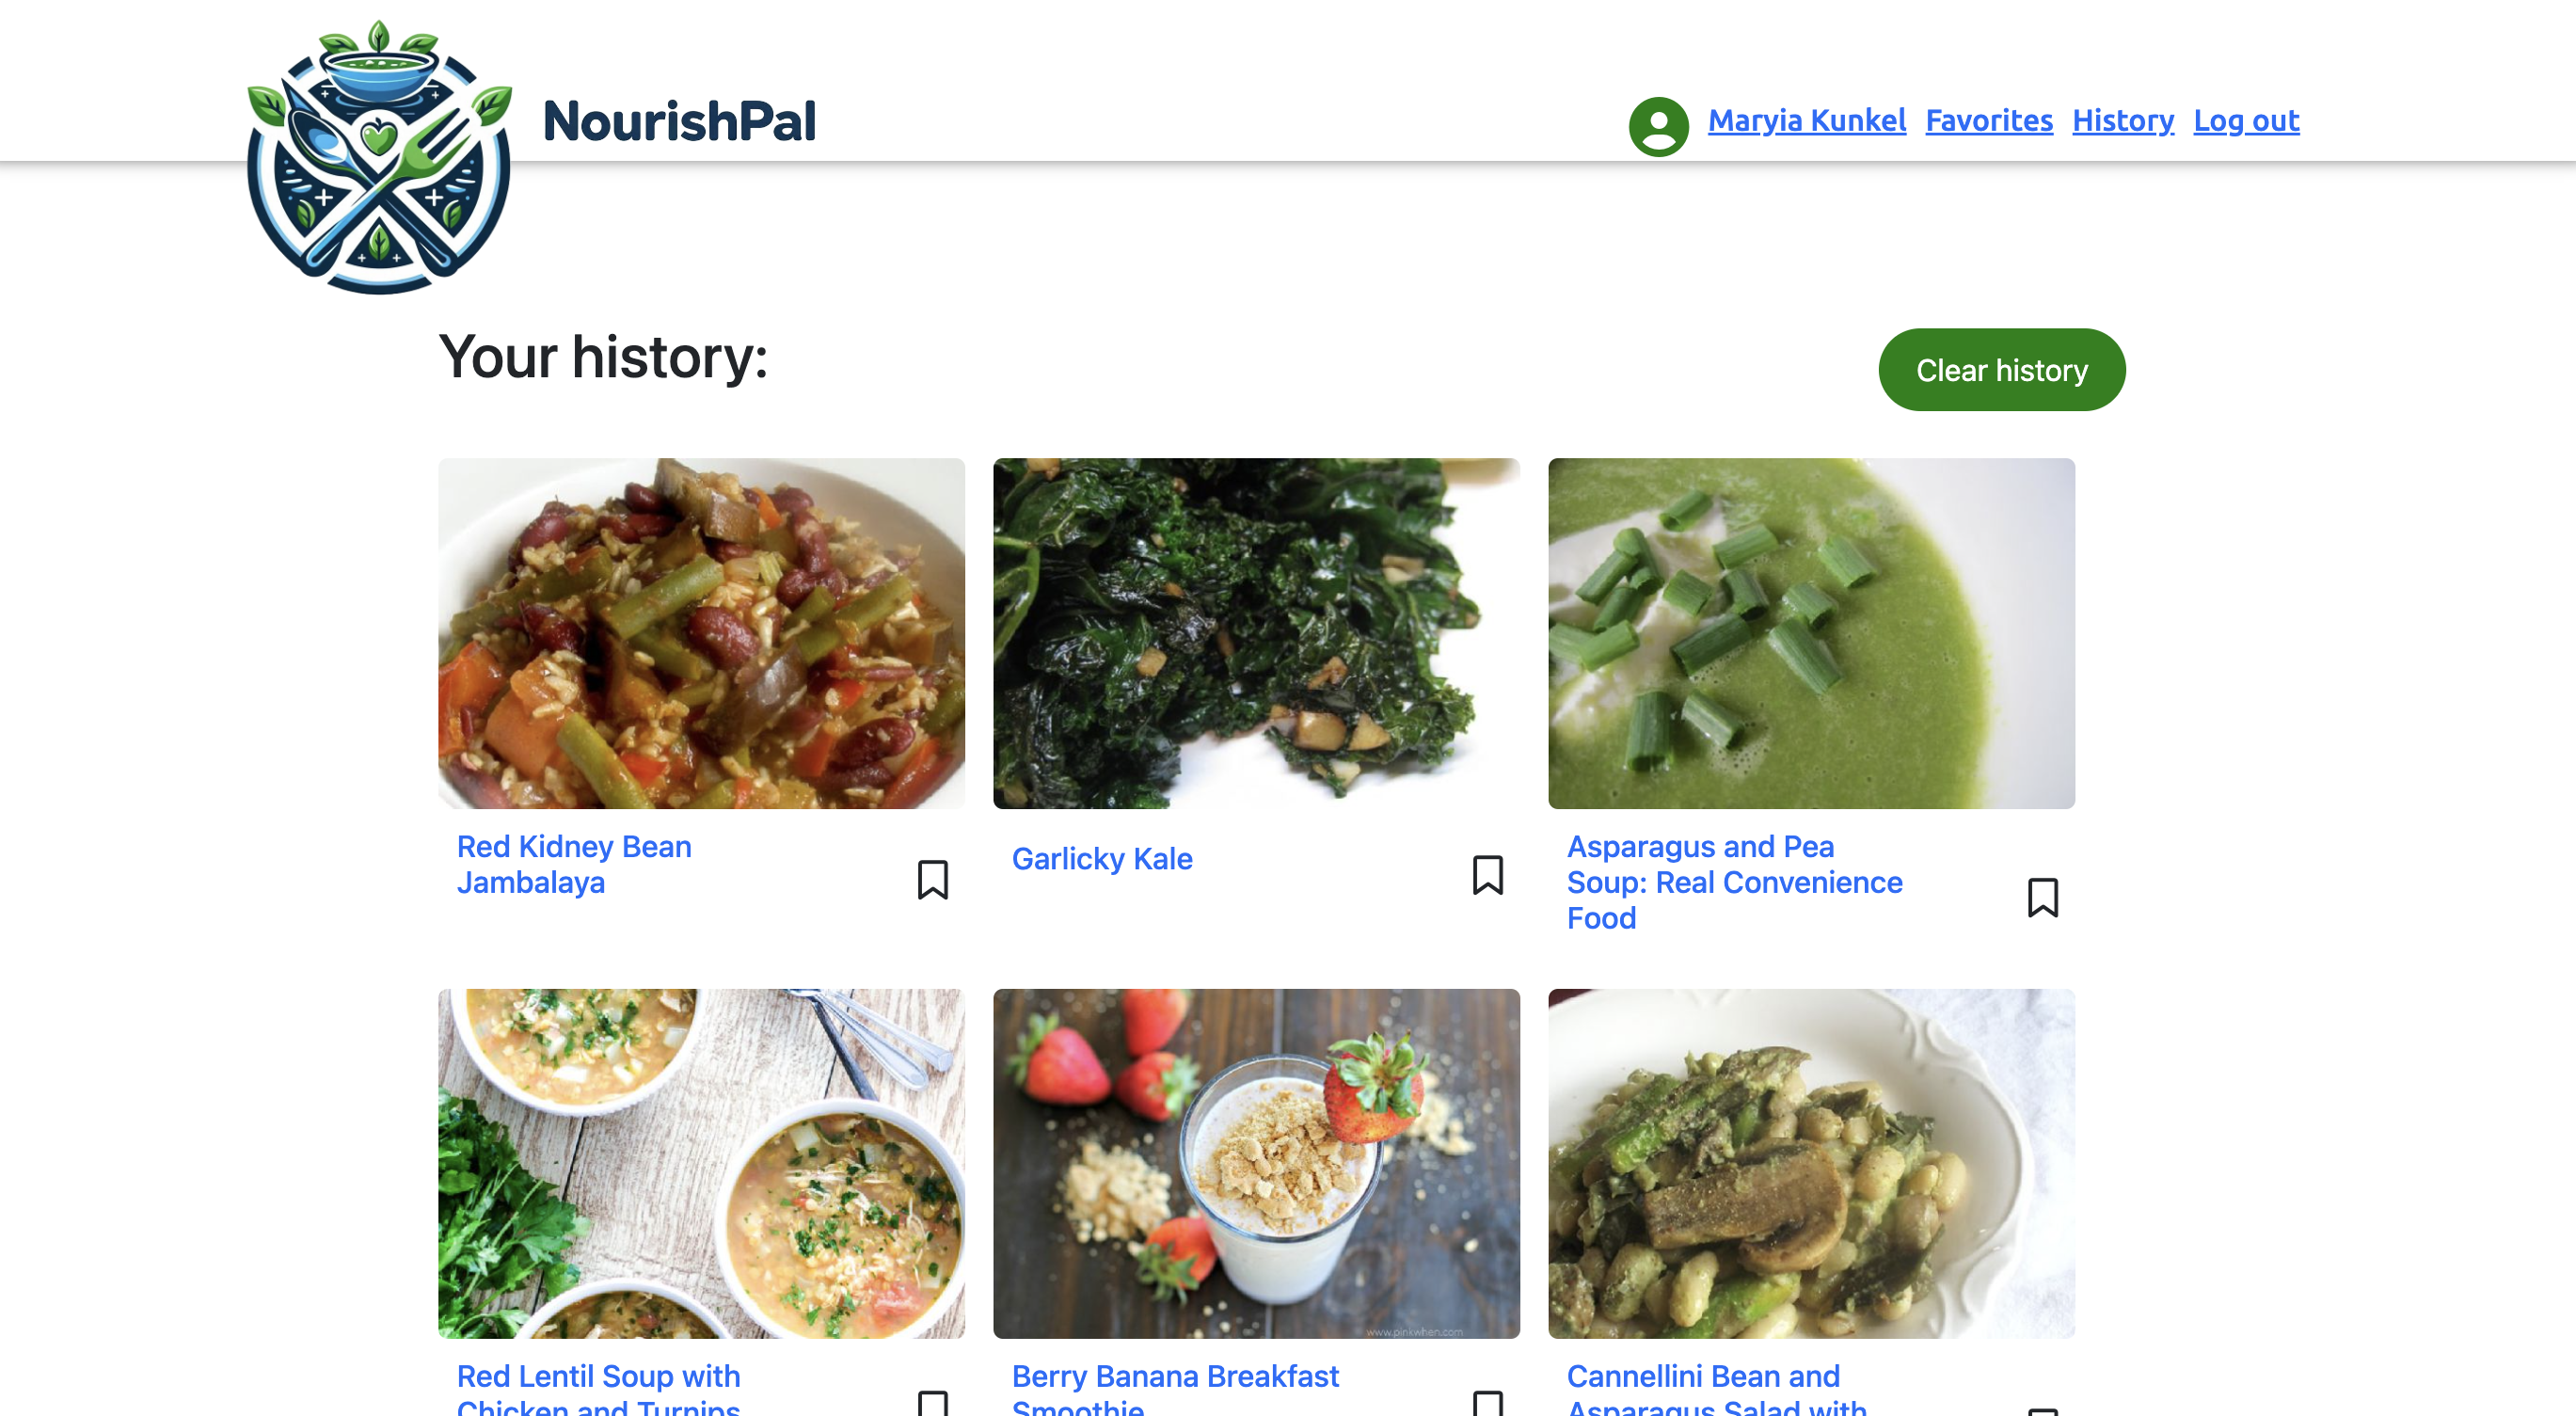 NourishPal
Maryia Kunkel Favorites History Log out
Your history:
Clear history
Red Kidney Bean
Jambalaya
Garlicky Kale
Asparagus and Pea
Soup: Real Convenience
Food
www.pinkwhen.com
Red Lentil Soup with
Chicken and Turnips
Berry Banana Breakfast
Smoothie
Cannellini Bean and
Asparagus Salad with